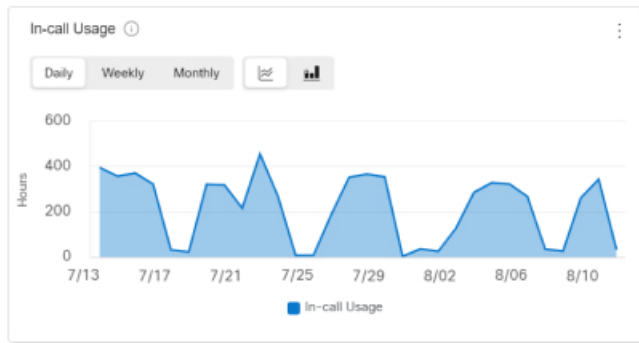 In-call Usage
Daily Weekly Monthly
600
400
200
0
Hours
7/13 7/17 7/21 7/25 7/29 8/02 8/06 8/10
In-call Usage